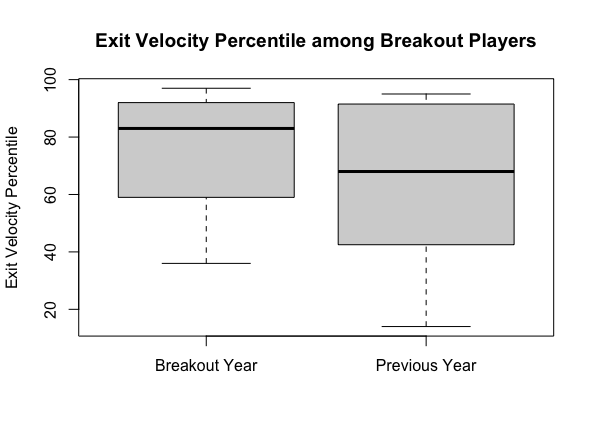 Exit Velocity Percentile among Breakout Players
Exit Velocity Percentile
100
80
60
40
20
Breakout Year
Previous Year